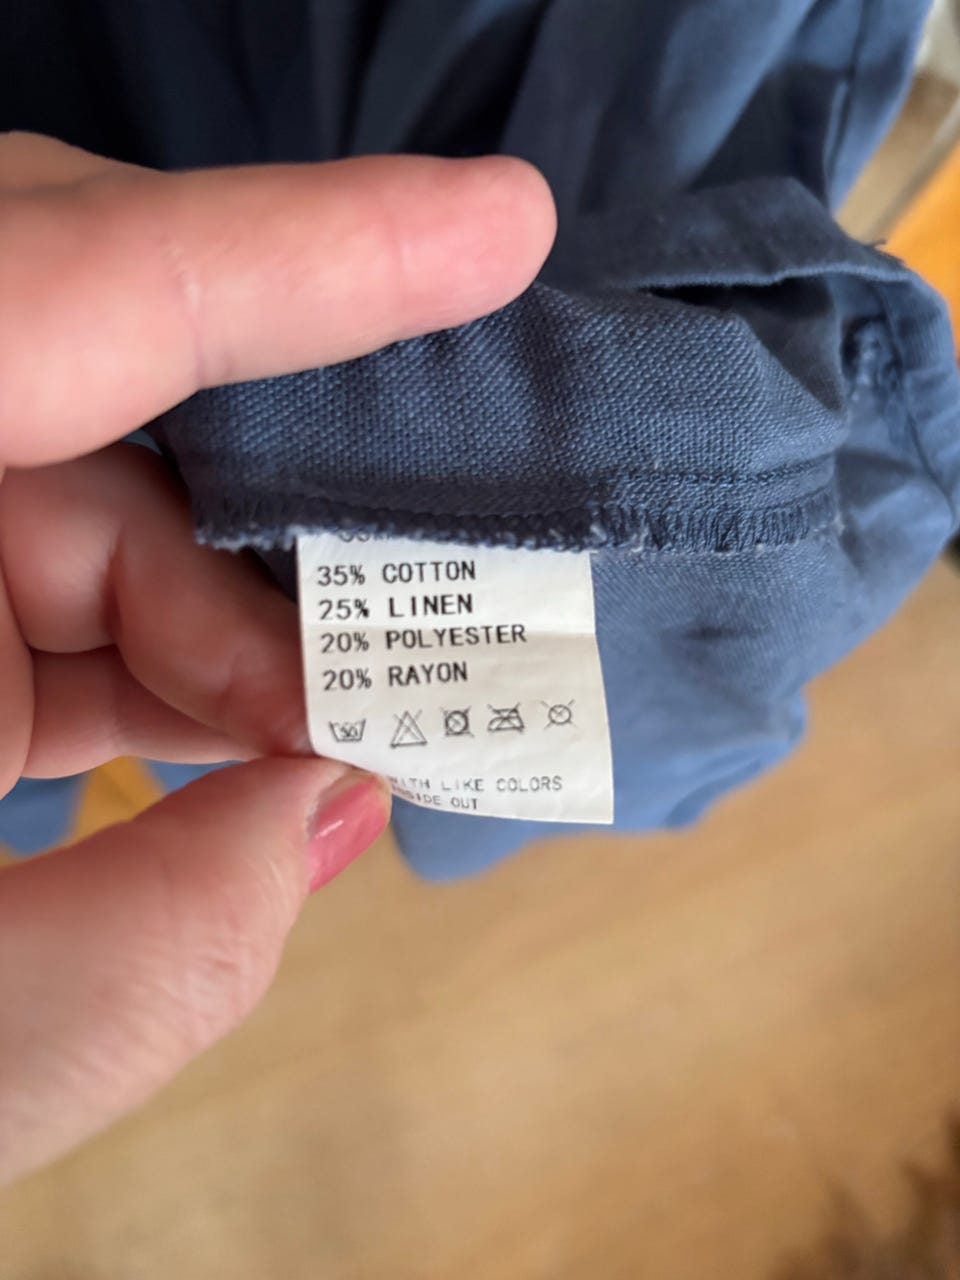 35% COTTON
25% LINEN
20% POLYESTER
20% RAYON
LIKE COLORS
OUT